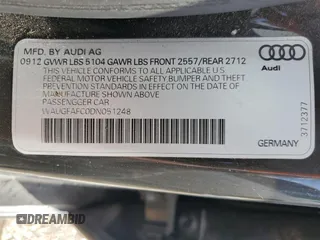 MFD. BY AUDI AG
0912 GVWR LBS 5104 GAWR LBS FRONT 2557/REAR 2712
THIS VEHICLE CONFORMS TO ALL APPLICABLE U.S.
FEDERAL MOTOR VEHICLE SAFETY BUMPER AND THEFT
PREVENTION STANDARDS IN EFFECT ON THE DATE OF
MANUFACTURE SHOWN ABOVE.
PASSENGGER CAR
WAUGFAFC0DN051248
Audi
GERMANY
3712377
DREAMBID